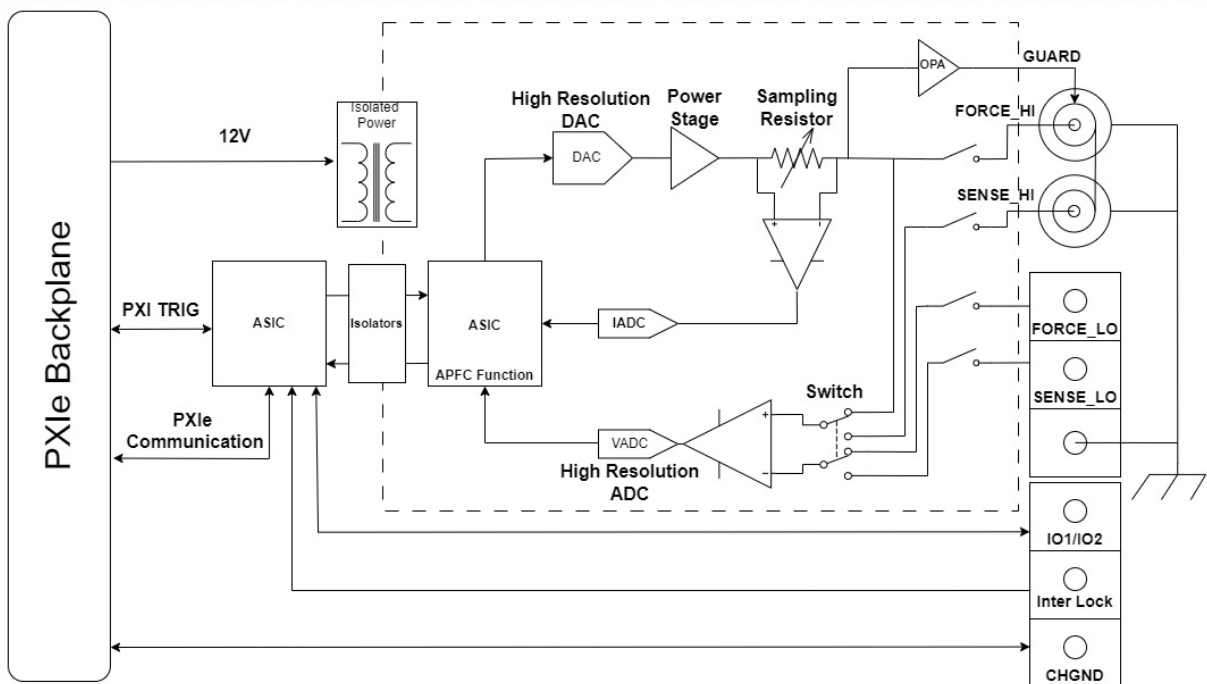 PXIe Backplane
12V
PXI TRIG
PXIe
Communication
Isolated
Power
ASIC
Isolators
ASIC
APFC Function
High Resolution
DAC
DAC
Power
Stage
Sampling
Resistor
OPA
GUARD
FORCE_HI
SENSE_HI
+
-
IADC
Switch
+
−
VADC
High Resolution
ADC
FORCE_LO
SENSE_LO
IO1/IO2
Inter Lock
CHGND